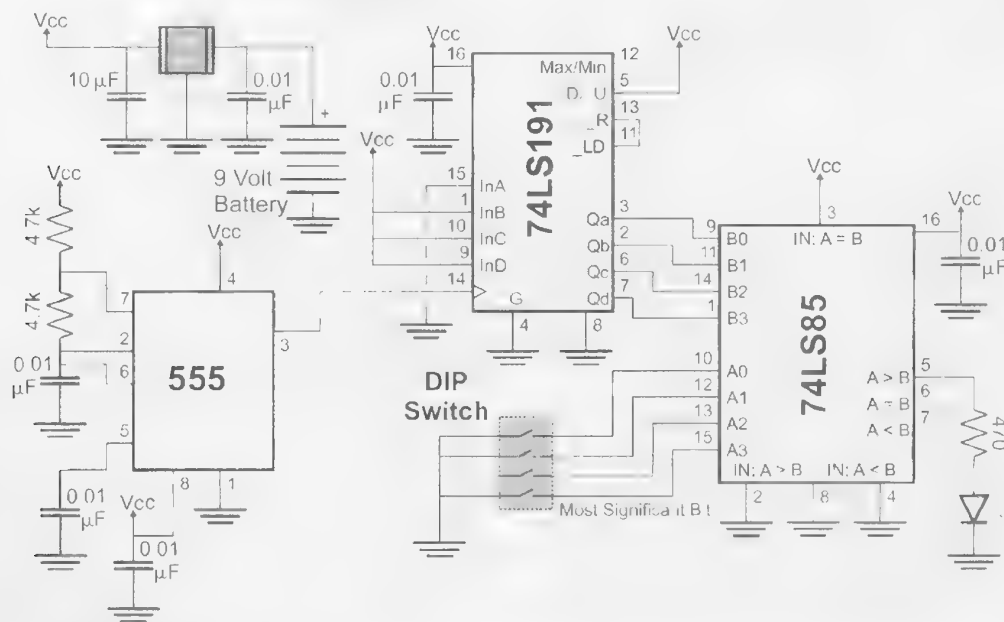 Vcc
10 µF
0.01
µF
+
9 Volt
Battery
Vcc
4 7k
4.7k
0 01
µF
Vcc
4
7
2
6
5
3
555
8
1
0 01
µF
Vcc
0 01
µF
Vcc
16
0.01
µF
Vcc
15
1
10
9
14
InA
InB
InC
InD
74LS191
Max/Min
12
D. U
5
_R
13
_LD
11
Vcc
Qa
3
Qb
2
Qc
6
Qd
7
G
4
8
DIP
Switch
Most Significa it B t
Vcc
3
IN: A = B
16
Vcc
0.01
µF
9
B0
11
B1
14
B2
1
B3
10
A0
12
A1
13
A2
15
A3
74LS85
A > B
5
A = B
6
A < B
7
IN: A > B
IN: A < B
2
8
4